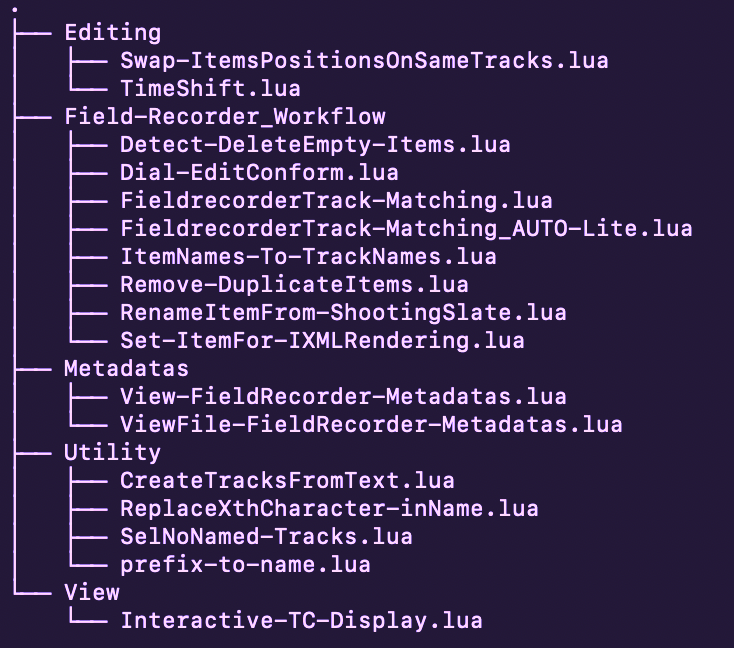 .
├── Editing
│   ├── Swap-ItemsPositionsOnSameTracks.lua
│   └── TimeShift.lua
├── Field-Recorder_Workflow
│   ├── Detect-DeleteEmpty-Items.lua
│   ├── Dial-EditConform.lua
│   ├── FieldrecorderTrack-Matching.lua
│   ├── FieldrecorderTrack-Matching_AUTO-Lite.lua
│   ├── ItemNames-To-TrackNames.lua
│   ├── Remove-DuplicateItems.lua
│   ├── RenameItemFrom-ShootingSlate.lua
│   └── Set-ItemFor-IXMLRendering.lua
├── Metadatas
│   ├── View-FieldRecorder-Metadatas.lua
│   └── ViewFile-FieldRecorder-Metadatas.lua
├── Utility
│   ├── CreateTracksFromText.lua
│   ├── ReplaceXthCharacter-inName.lua
│   ├── SelNoNamed-Tracks.lua
│   └── prefix-to-name.lua
└── View
    └── Interactive-TC-Display.lua